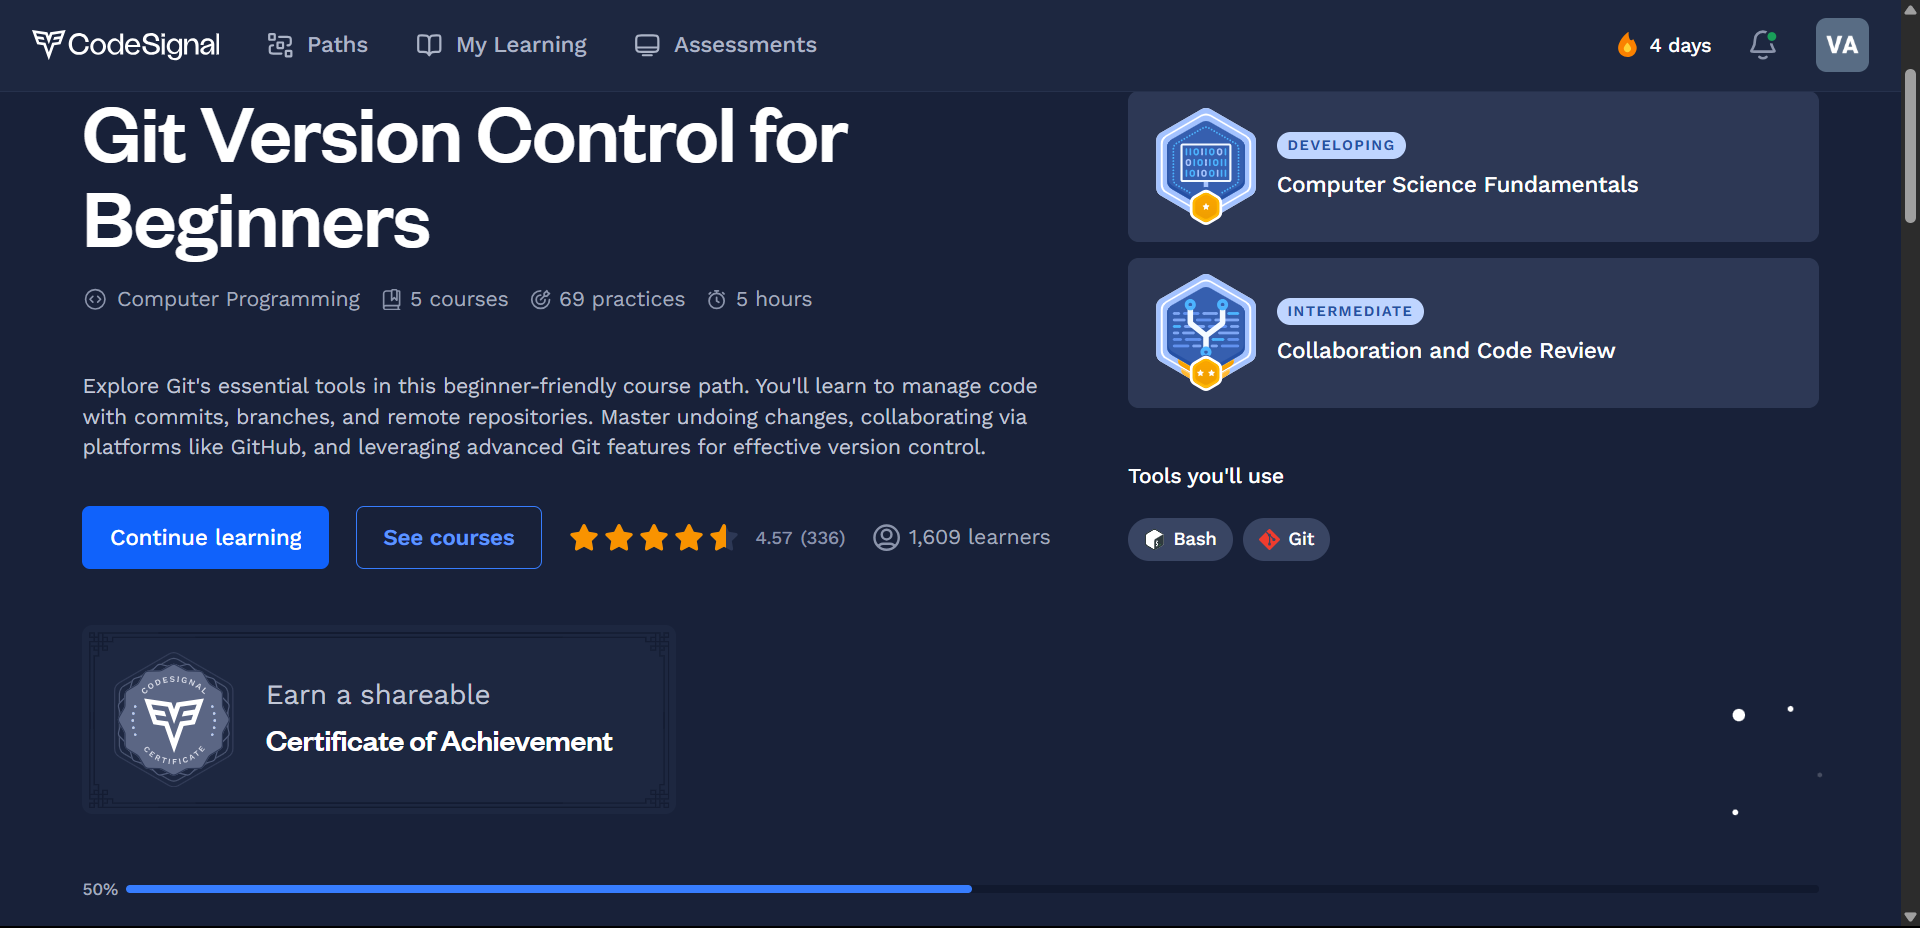 CodeSignal
Paths
My Learning
Assessments
4 days
VA
Git Version Control for
Beginners
Computer Programming
5 courses
69 practices
5 hours
Explore Git's essential tools in this beginner-friendly course path. You'll learn to manage code
with commits, branches, and remote repositories. Master undoing changes, collaborating via
platforms like GitHub, and leveraging advanced Git features for effective version control.
Continue learning
See courses
4.57 (336)
1,609 learners
CODESIGNAL
CERTIFICATE
Earn a shareable
Certificate of Achievement
50%
DEVELOPING
Computer Science Fundamentals
INTERMEDIATE
Collaboration and Code Review
Tools you'll use
Bash
Git